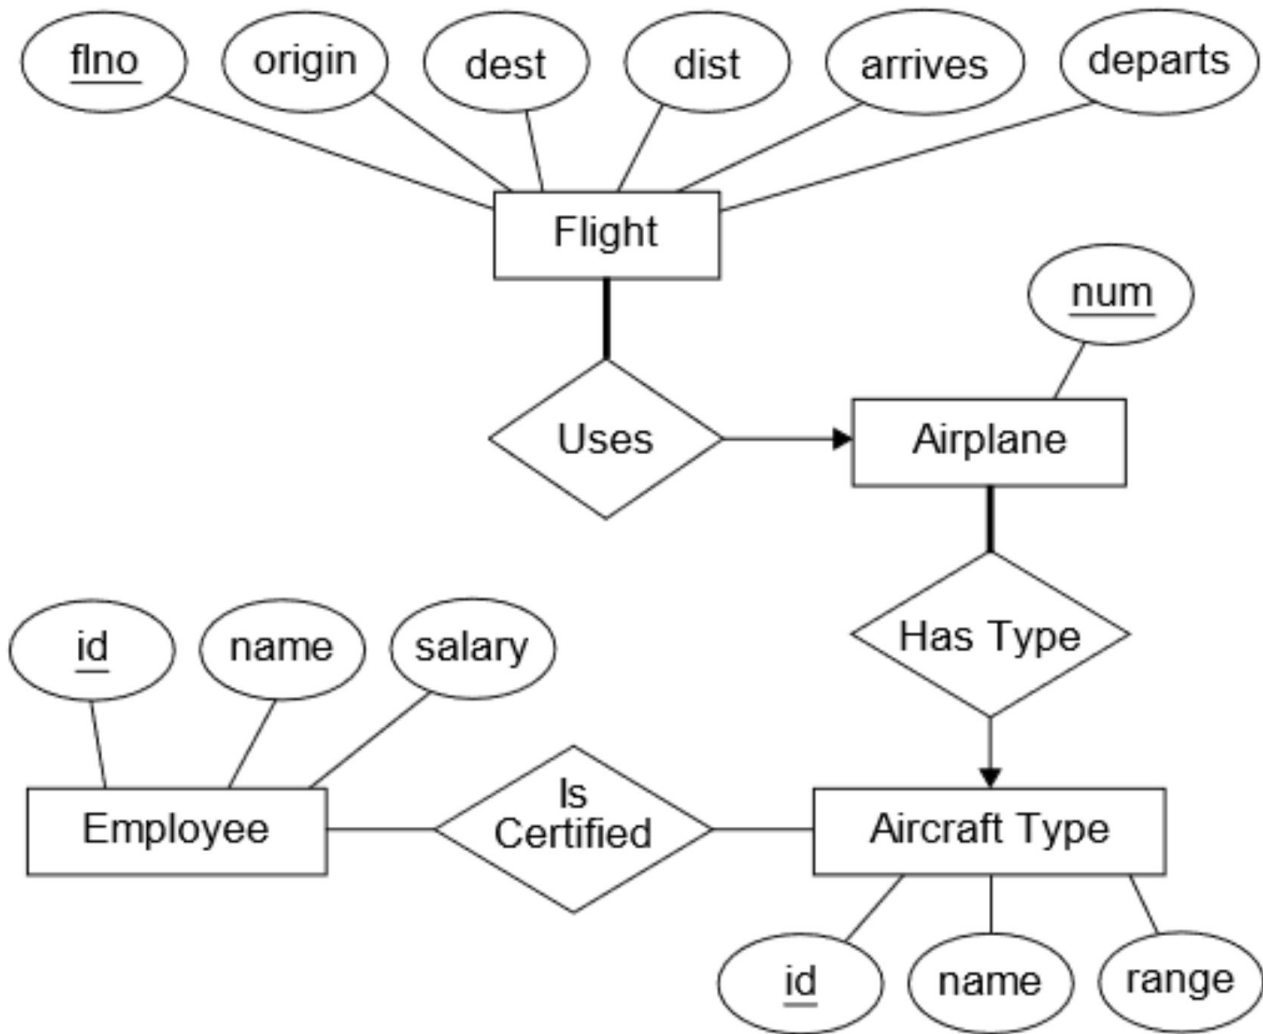 flno
origin
dest
dist
arrives
departs
Flight
num
Uses
Airplane
Has Type
id
name
salary
Employee
Is
Certified
Aircraft Type
id
name
range